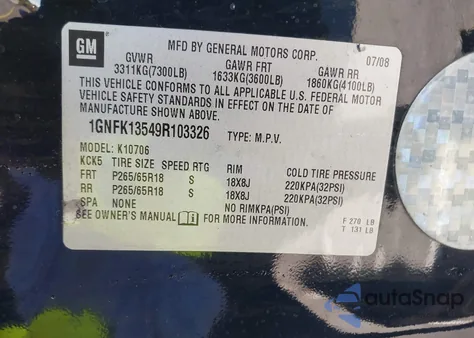 GM
MFD BY GENERAL MOTORS CORP. 07/08
GVWR GAWR FRT GAWR RR
3311KG(7300LB) 1633KG(3600LB) 1860KG(4100LB)
THIS VEHICLE CONFORMS TO ALL APPLICABLE U.S. FEDERAL MOTOR
VEHICLE SAFETY STANDARDS IN EFFECT ON THE DATE OF
MANUFACTURE SHOWN ABOVE.
1GNFK13549R103326 TYPE: M.P.V.
MODEL: K10706
KCK5 TIRE SIZE SPEED RTG RIM COLD TIRE PRESSURE
FRT P265/65R18 S 18X8J 220KPA(32PSI)
RR P265/65R18 S 18X8J 220KPA(32PSI)
SPA NONE NO RIMKPA(PSI)
SEE OWNER'S MANUAL FOR MORE INFORMATION.
F 270 LB
T 131 LB
autoSnap